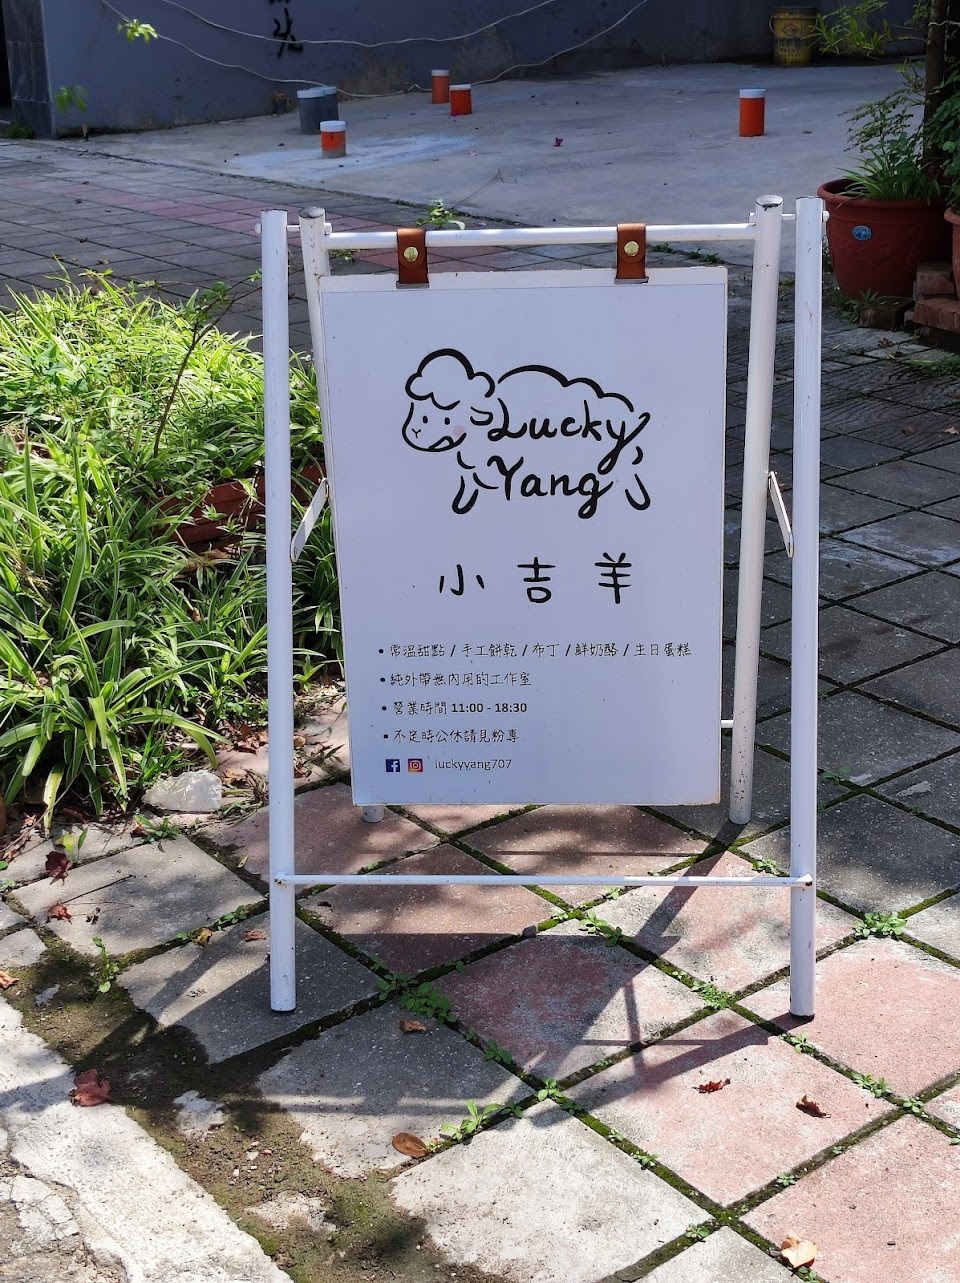 Lucky
Yang
小吉羊
• 常溫甜點 / 手工餅乾 / 布丁 / 鮮奶酪 / 生日蛋糕
• 純外帶無內用的工作室
• 營業時間 11:00 - 18:30
• 不定時公休請見粉專
luckyyang707